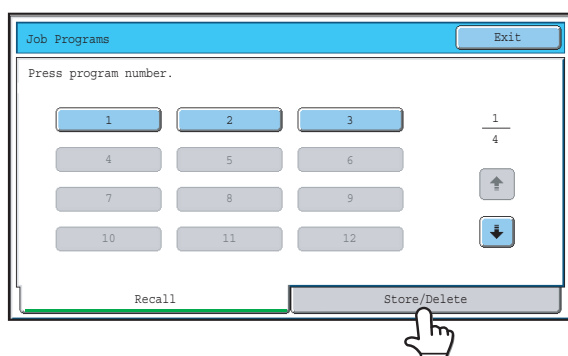 Job Programs Exit
Press program number.
1 2 3 1
4
4 5 6
7 8 9
10 11 12
Recall Store/Delete